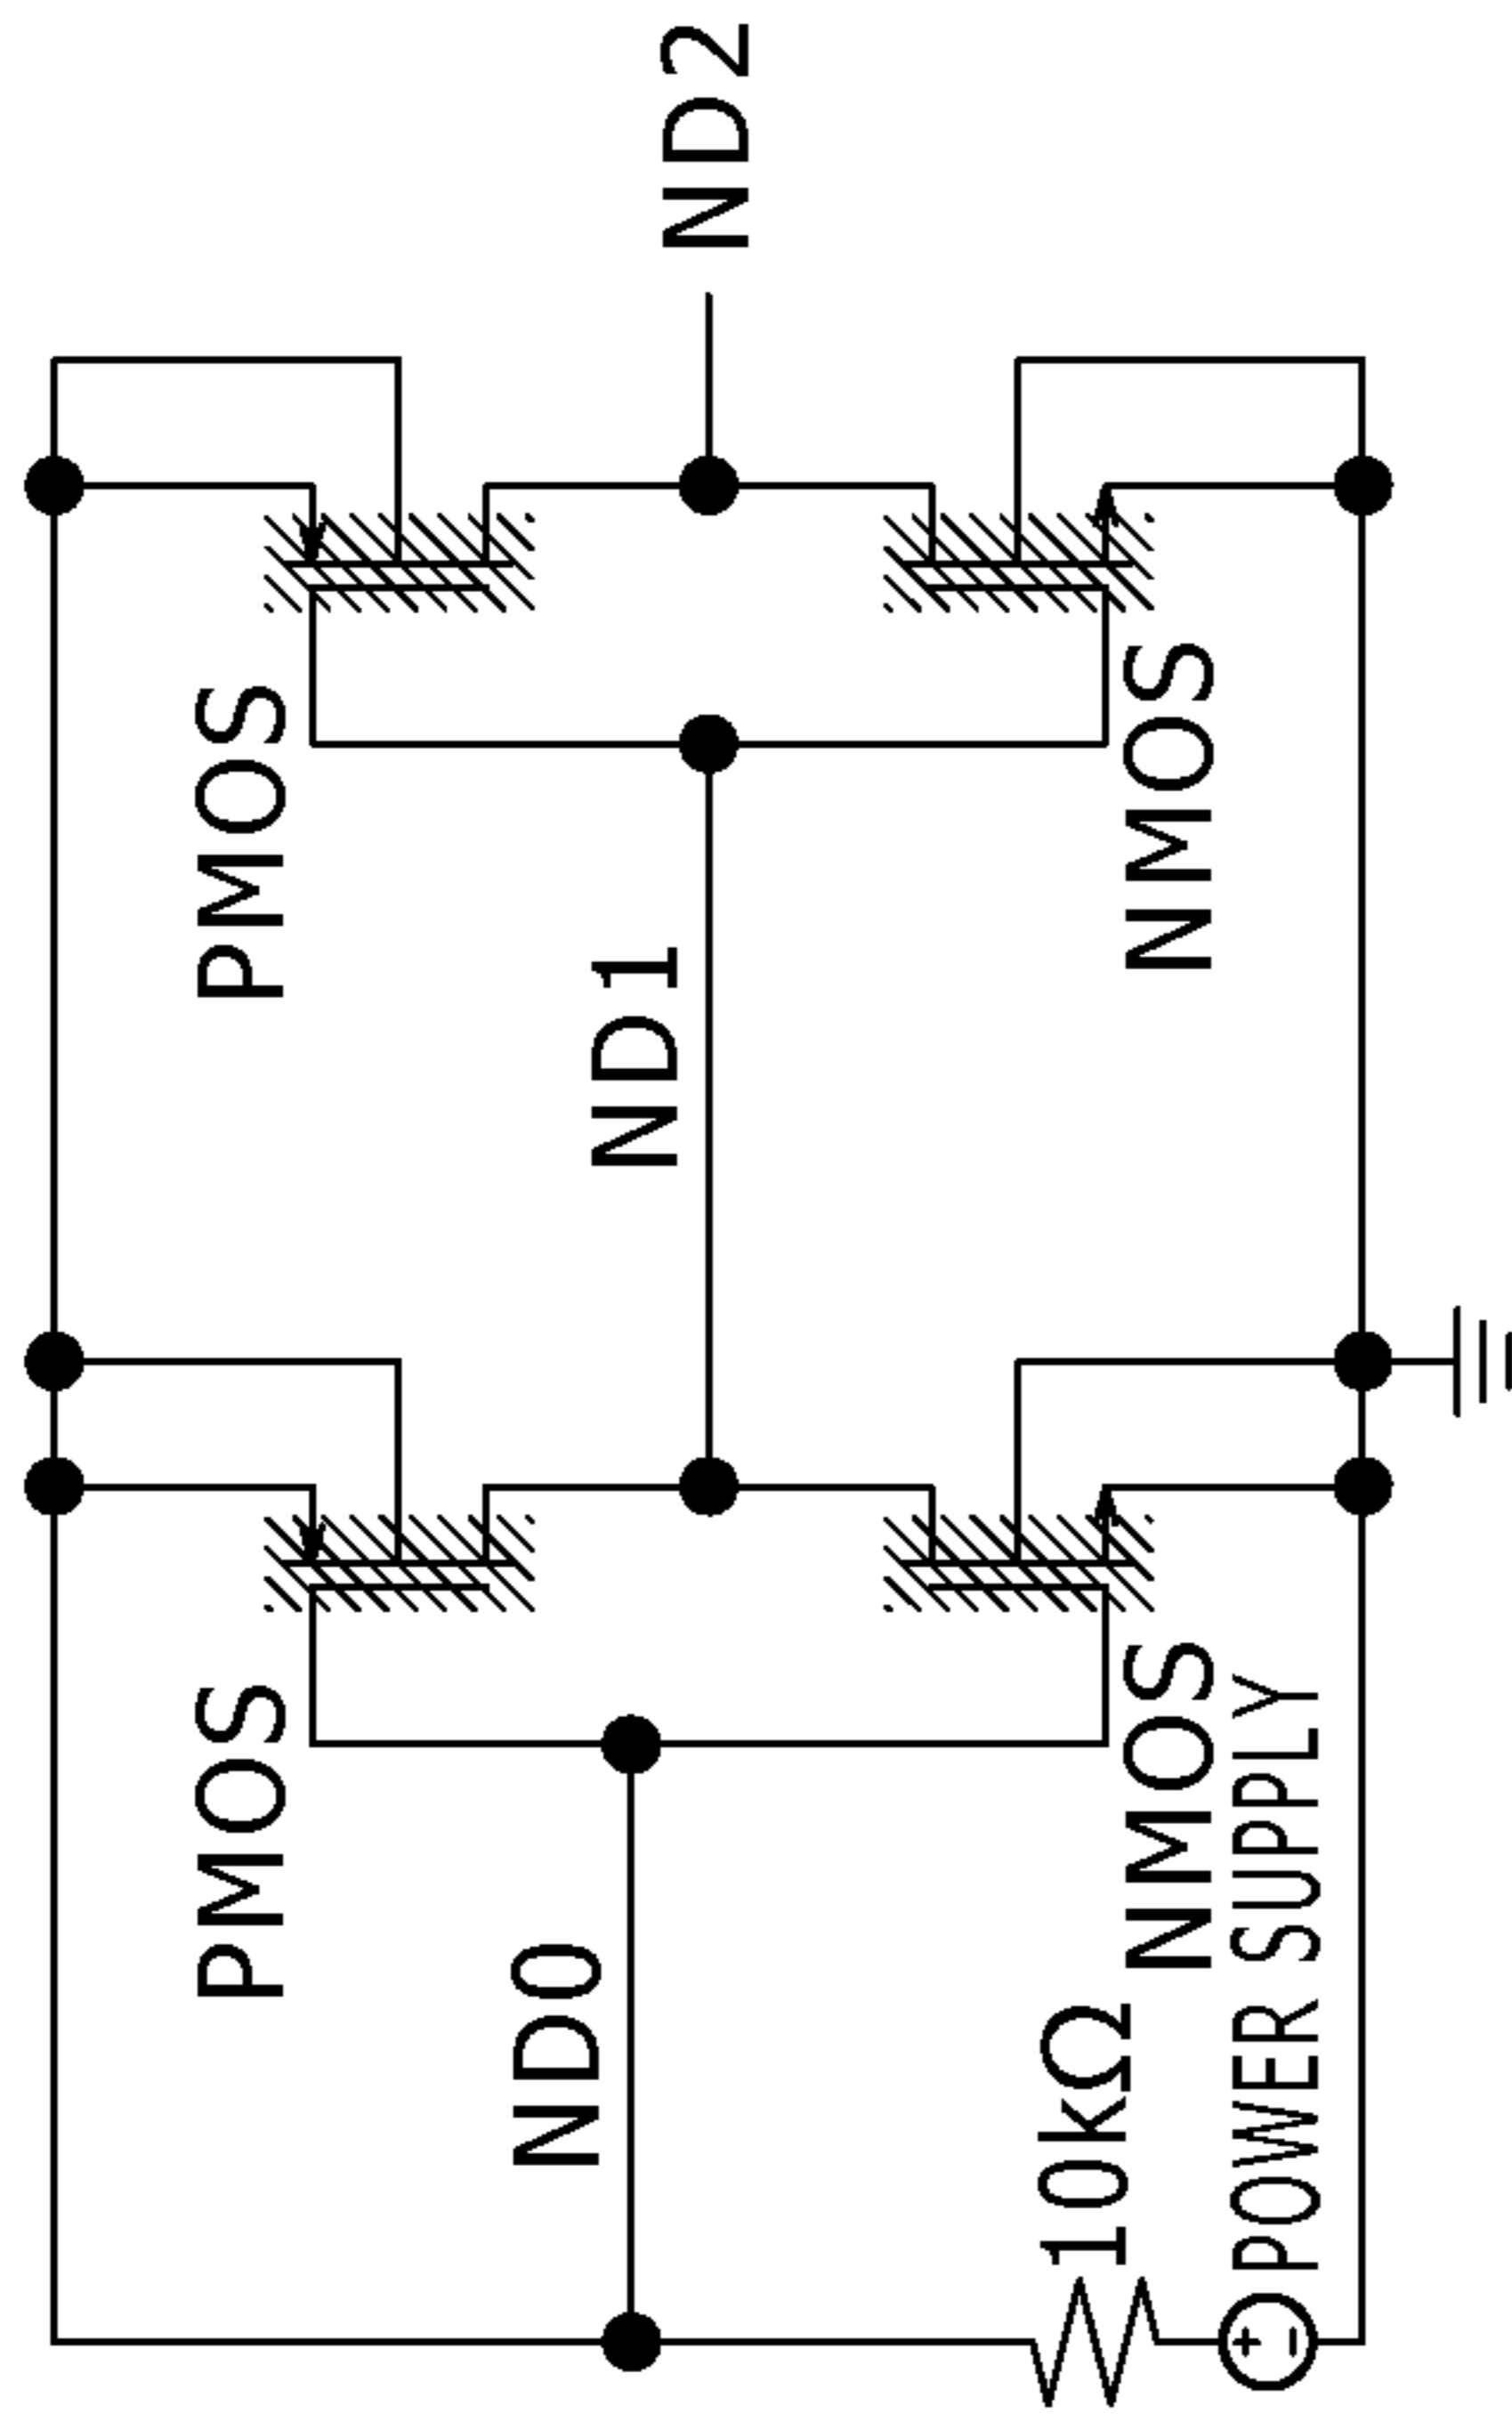 ND2
PMOS
NMOS
ND1
PMOS
NMOS
ND0
10kΩ
POWER SUPPLY
+
−